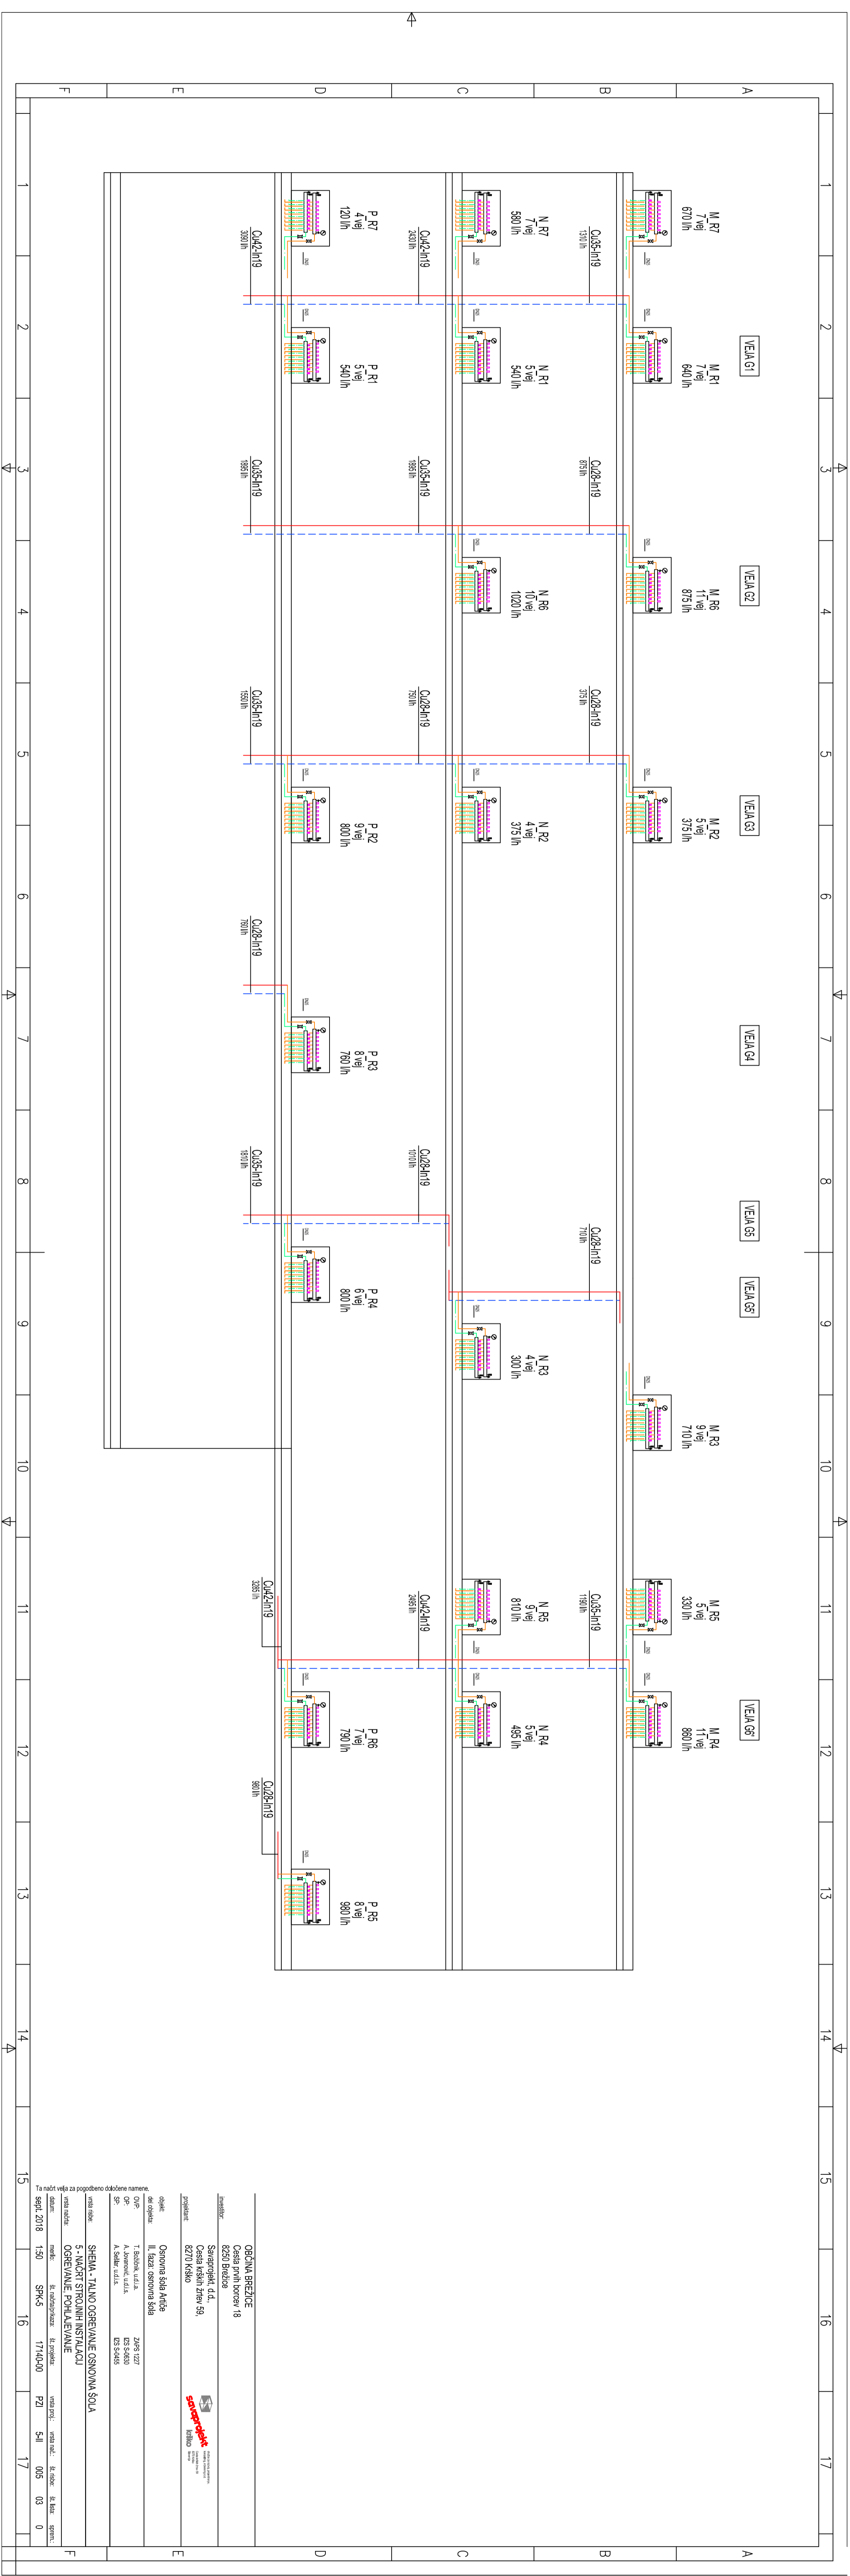 VEJA G1
VEJA G2
VEJA G3
VEJA G4
VEJA G5
VEJA G5'
VEJA G6'
M_R7
7 vej
670 l/h
M_R1
7 vej
640 l/h
M_R6
11 vej
875 l/h
M_R2
5 vej
375 l/h
M_R3
9 vej
710 l/h
M_R5
5 vej
330 l/h
M_R4
11 vej
860 l/h
Cu35-In19
1310 l/h
Cu28-In19
875 l/h
Cu28-In19
375 l/h
Cu28-In19
710 l/h
Cu35-In19
1190 l/h
N_R7
7 vej
580 l/h
N_R1
5 vej
540 l/h
N_R6
10 vej
1020 l/h
N_R2
4 vej
375 l/h
N_R3
4 vej
300 l/h
N_R5
9 vej
810 l/h
N_R4
5 vej
495 l/h
Cu42-In19
2430 l/h
Cu35-In19
1895 l/h
Cu28-In19
750 l/h
Cu28-In19
1010 l/h
Cu42-In19
2495 l/h
P_R7
4 vej
120 l/h
P_R1
5 vej
540 l/h
P_R2
9 vej
800 l/h
P_R3
8 vej
760 l/h
P_R4
6 vej
800 l/h
P_R6
7 vej
790 l/h
P_R5
8 vej
980 l/h
Cu42-In19
3090 l/h
Cu35-In19
1895 l/h
Cu35-In19
1550 l/h
Cu28-In19
760 l/h
Cu35-In19
1810 l/h
Cu42-In19
3285 l/h
Cu28-In19
980 l/h
1 2 3 4 5 6 7 8 9 10 11 12 13 14 15 16 17
A B C D E F
OBČINA BREŽICE
Cesta prvih borcev 18
investitor: 8250 Brežice
Savaprojekt, d.d.,
Cesta krških žrtev 59,
projektant: 8270 Krško
savaprojekt
krško
objekt: Osnovna šola Artiče
del objekta: II. faza: osnovna šola
OVP: T. Bobičnik, u.d.i.a. ZAPS 1227
OP: A. Jovanović, u.d.i.s. IZS S-0630
SP: A. Seliler, u.d.i.s. IZS S-0455
vrsta risbe: SHEMA - TALNO OGREVANJE OSNOVNA ŠOLA
5 - NAČRT STROJNIH INSTALACIJ
vrsta načrta: OGREVANJE, POHLAJEVANJE
datum: merilo: št. načrta/prikaza: št. projekta: vrsta proj.: vrsta nač.: št. risbe: št. lista: sprem.:
sept. 2018 1:50 SPK-5 17140-00 PZI 5-II 005 03 0
Ta načrt velja za pogodbeno določene namene.